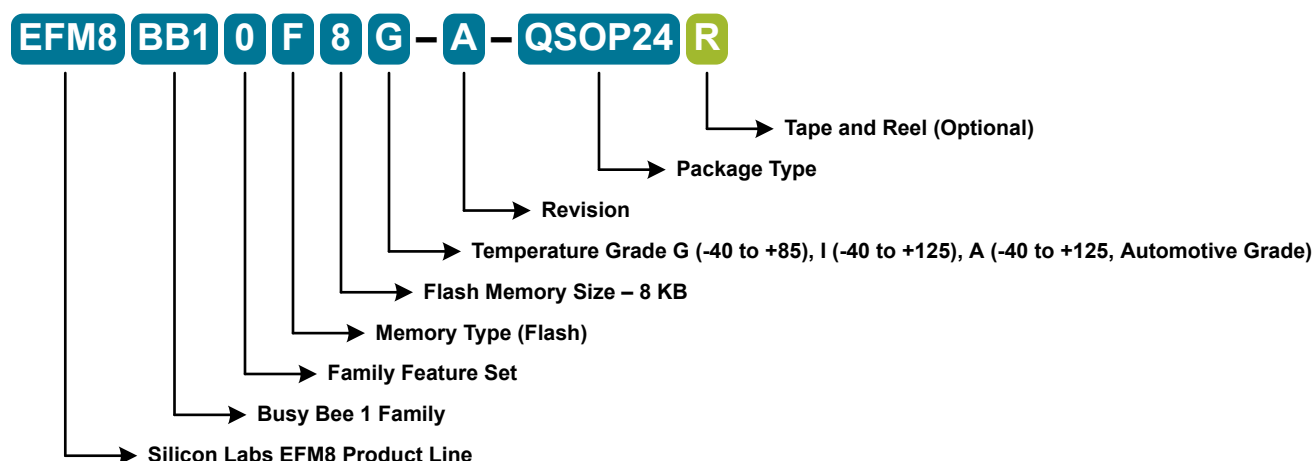 EFM8 BB1 0 F 8 G – A – QSOP24 R
Tape and Reel (Optional)
Package Type
Revision
Temperature Grade G (-40 to +85), I (-40 to +125), A (-40 to +125, Automotive Grade)
Flash Memory Size – 8 KB
Memory Type (Flash)
Family Feature Set
Busy Bee 1 Family
Silicon Labs EFM8 Product Line